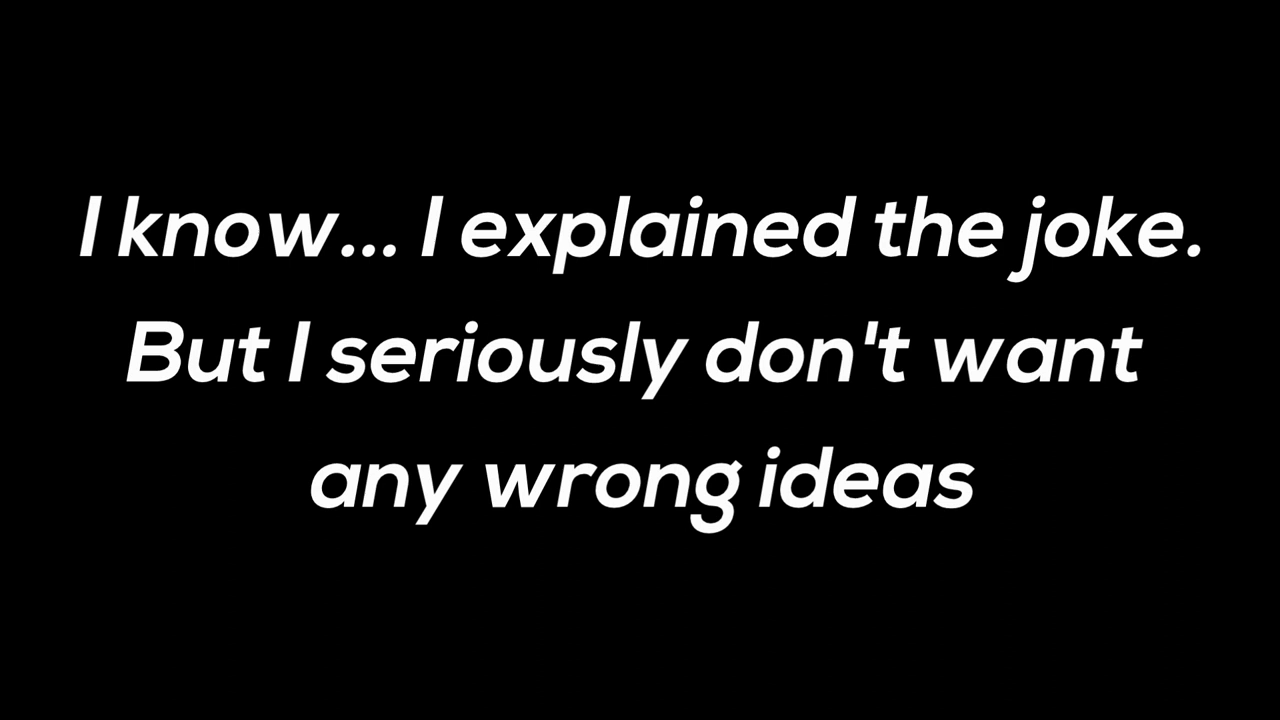 I know... I explained the joke.
But I seriously don't want
any wrong ideas